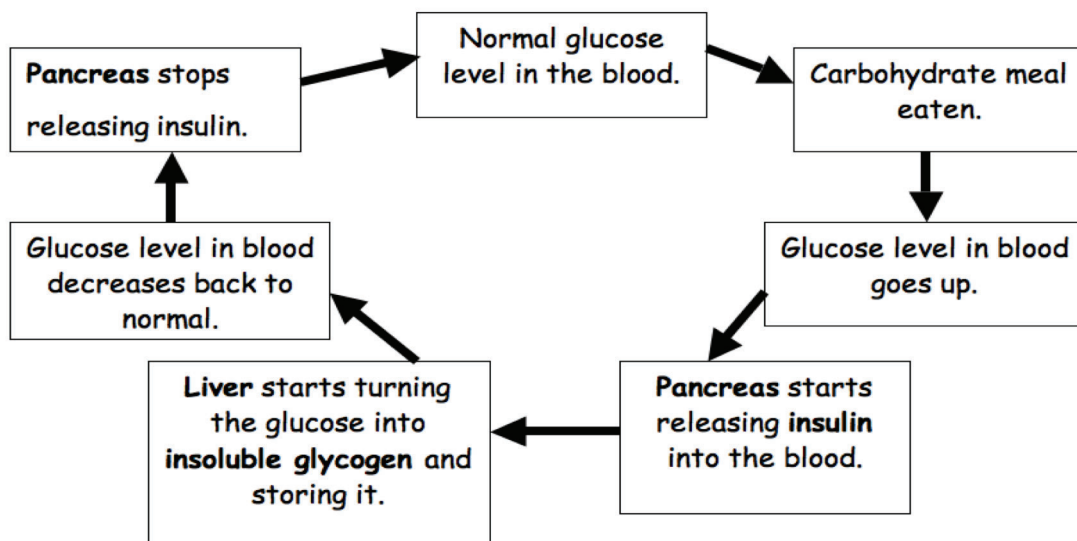 Normal glucose
level in the blood.
Carbohydrate meal
eaten.
Glucose level in blood
goes up.
Pancreas starts
releasing insulin
into the blood.
Liver starts turning
the glucose into
insoluble glycogen and
storing it.
Glucose level in blood
decreases back to
normal.
Pancreas stops
releasing insulin.